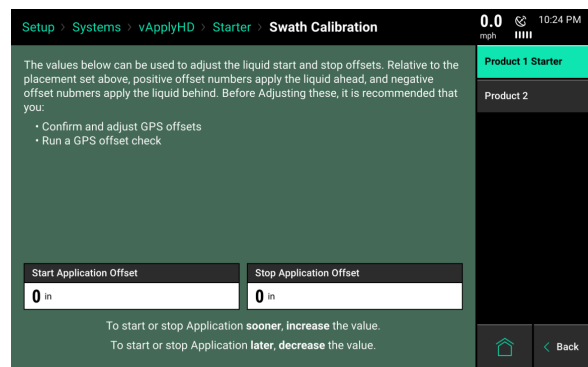 Setup > Systems > vApplyHD > Starter > Swath Calibration
0.0
mph
10:24 PM
The values below can be used to adjust the
liquid start and stop offsets. Relative to the
placement set above, positive offset numbers apply the liquid ahead, and negative
offset nubmers apply the liquid behind. Before Adjusting these, it is recommended that
you:
• Confirm and adjust GPS offsets
• Run a GPS offset check
Product 1 Starter
Product 2
Start Application Offset
0 in
Stop Application Offset
0 in
To start or stop Application sooner, increase the value.
To start or stop Application later, decrease the value.
< Back